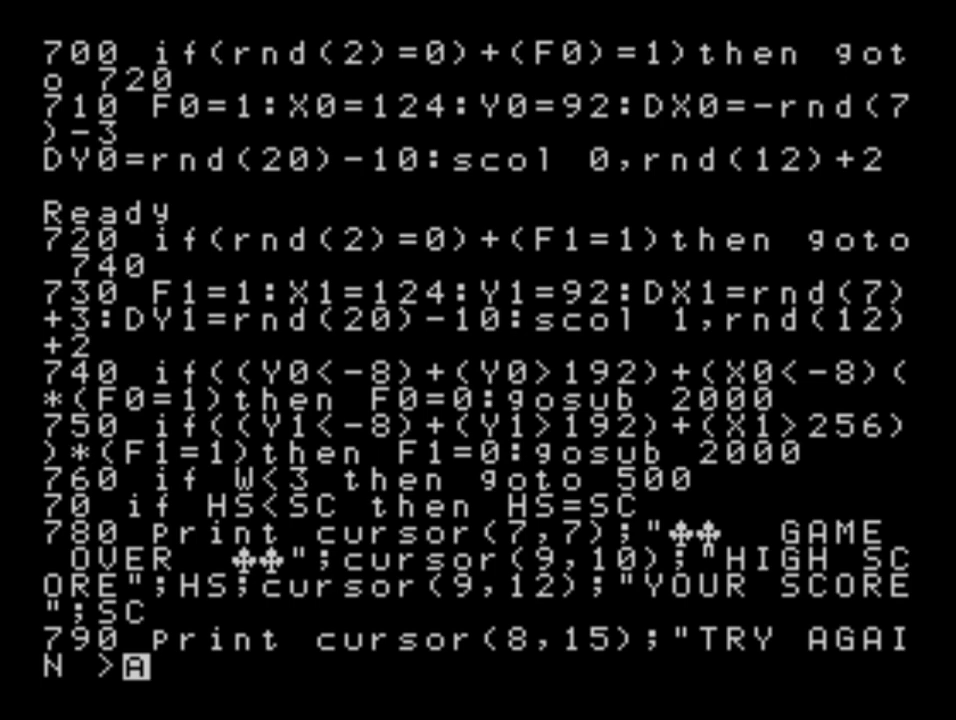 700 if(rnd(2)=0)+(F0)=1)then got
o 720
710 F0=1:X0=124:Y0=92:DX0=-rnd(7
)-3
DY0=rnd(20)-10:scol 0,rnd(12)+2
Ready
720 if(rnd(2)=0)+(F1=1)then goto
740
730 F1=1:X1=124:Y1=92:DX1=rnd(7)
+3:DY1=rnd(20)-10:scol 1,rnd(12)
+2
740 if((Y0<-8)+(Y0>192)+(X0<-8)(
*(F0=1)then F0=0:gosub 2000
750 if((Y1<-8)+(Y1>192)+(X1>256)
)*(F1=1)then F1=0:gosub 2000
760 if W<3 then goto 500
70 if HS<SC then HS=SC
780 print cursor(7,7);"♣♣ GAME
OVER ♣♣";cursor(9,10);"HIGH SC
ORE";HS;cursor(9,12);"YOUR SCORE
";SC
790 print cursor(8,15);"TRY AGAI
N >A